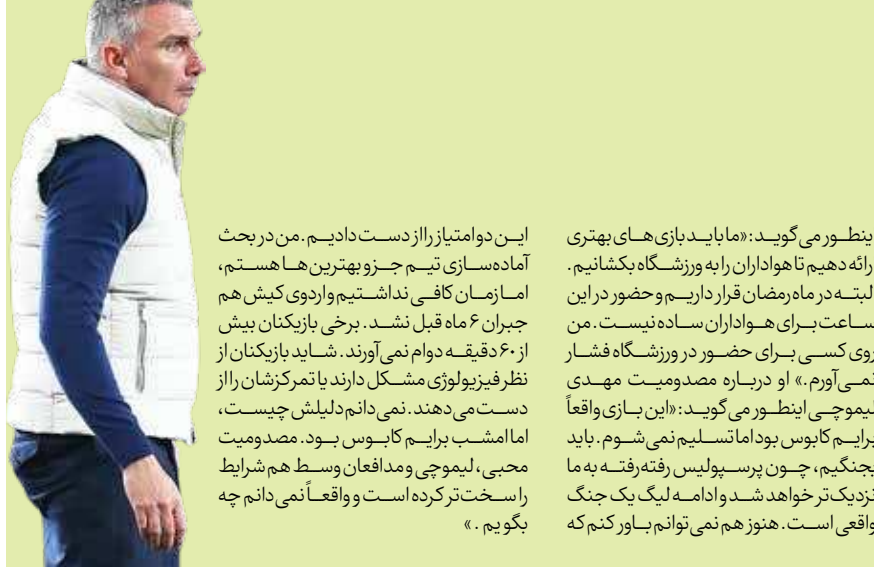 اینطور می‌گوید: «ما باید بازی‌های بهتری
رائه دهیم تا هواداران را به ورزشگاه بکشانیم.
لبته در ماه رمضان قرار داریم و حضور در این
ساعت برای هواداران ساده نیست. من
روی کسی برای حضور در ورزشگاه فشار
نمی‌آورم.» او درباره مصدومیت مهدی
لیموچی اینطور می‌گوید: «این بازی واقعاً
برایم کابوس بود اما تسلیم نمی‌شوم. باید
بجنگیم، چون پرسپولیس رفته‌رفته به ما
نزدیک‌تر خواهد شد و ادامه لیگ یک جنگ
واقعی است. هنوز هم نمی‌توانم باور کنم که
این دو امتیاز را از دست دادیم. من در بحث
آماده‌سازی تیم جزو بهترین‌ها هستم،
اما زمان کافی نداشتیم و اردوی کیش هم
جبران ۶ ماه قبل نشد. برخی بازیکنان بیش
از ۶۰ دقیقه دوام نمی‌آورند. شاید بازیکنان از
نظر فیزیولوژی مشکل دارند یا تمرکزشان را از
دست می‌دهند. نمی‌دانم دلیلش چیست،
اما امشب برایم کابوس بود. مصدومیت
محبی، لیموچی و مدافعان وسط هم شرایط
را سخت‌تر کرده است و واقعاً نمی‌دانم چه
بگویم.»